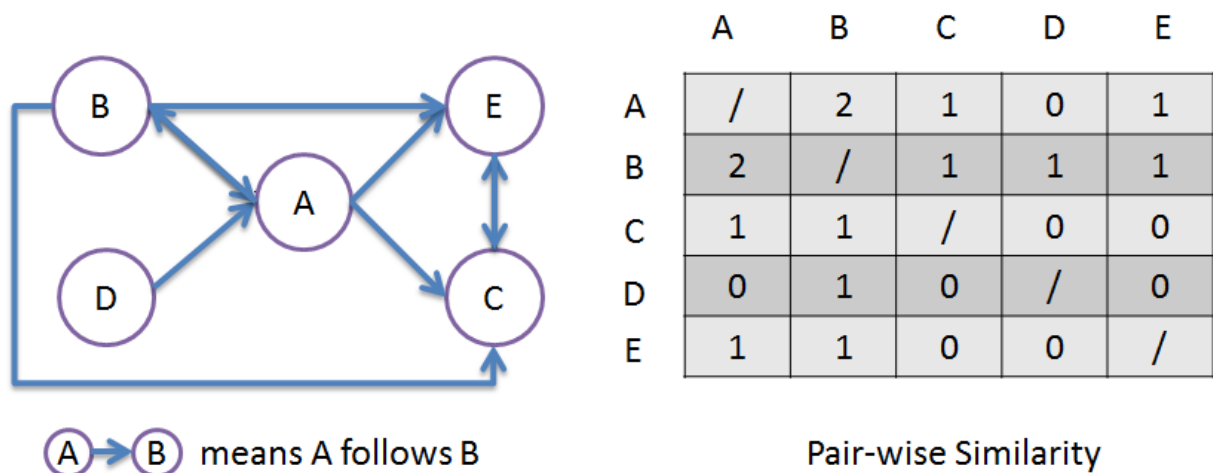 B
E
A
D
C
A B means A follows B
A B C D E
A / 2 1 0 1
B 2 / 1 1 1
C 1 1 / 0 0
D 0 1 0 / 0
E 1 1 0 0 /
Pair-wise Similarity